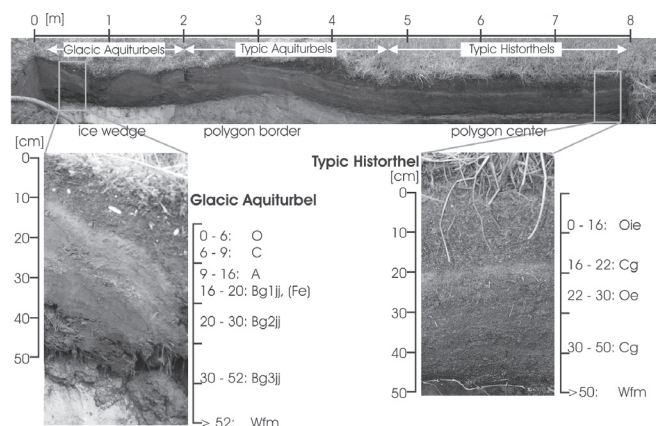 0 [m] 1 2 3 4 5 6 7 8
Glacic Aquiturbels Typic Aquiturbels Typic Historthels
ice wedge polygon border polygon center
[cm]
0
10
20
30
40
50
Glacic Aquiturbel
0 - 6: O
6 - 9: C
9 - 16: A
16 - 20: Bg1jj, (Fe)
20 - 30: Bg2jj
30 - 52: Bg3jj
> 52: Wfm
Typic Historthel
[cm]
0
10
20
30
40
50
0 - 16: Oie
16 - 22: Cg
22 - 30: Oe
30 - 50: Cg
>50: Wfm